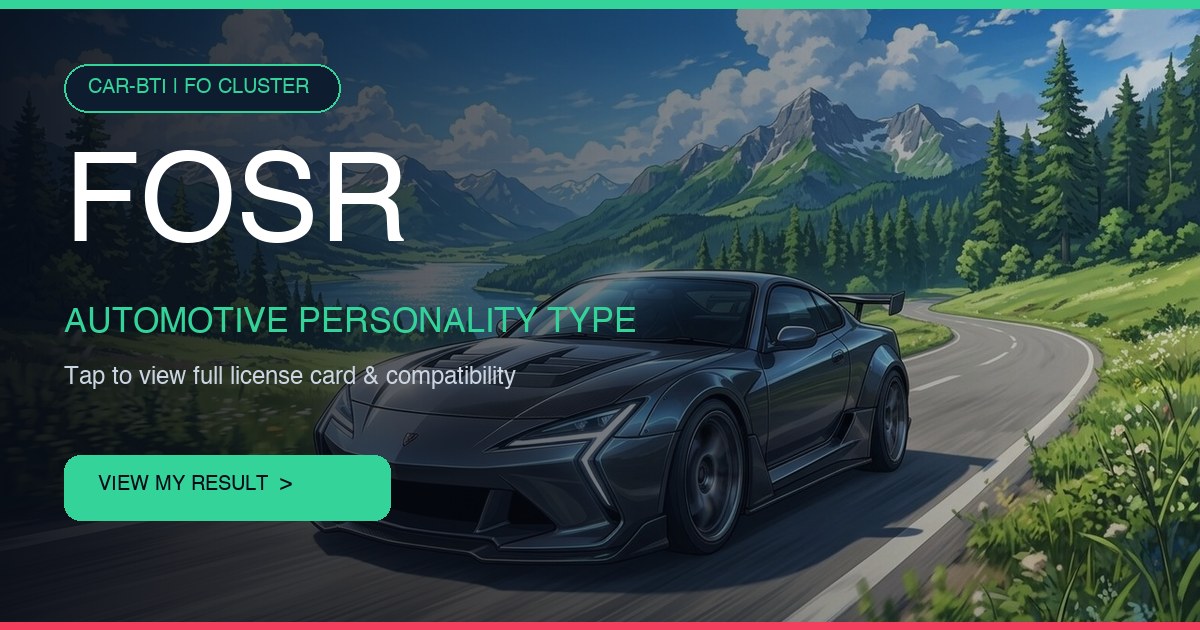 CAR-BTI | FO CLUSTER
FOSR
AUTOMOTIVE PERSONALITY TYPE
Tap to view full license card & compatibility
VIEW MY RESULT >